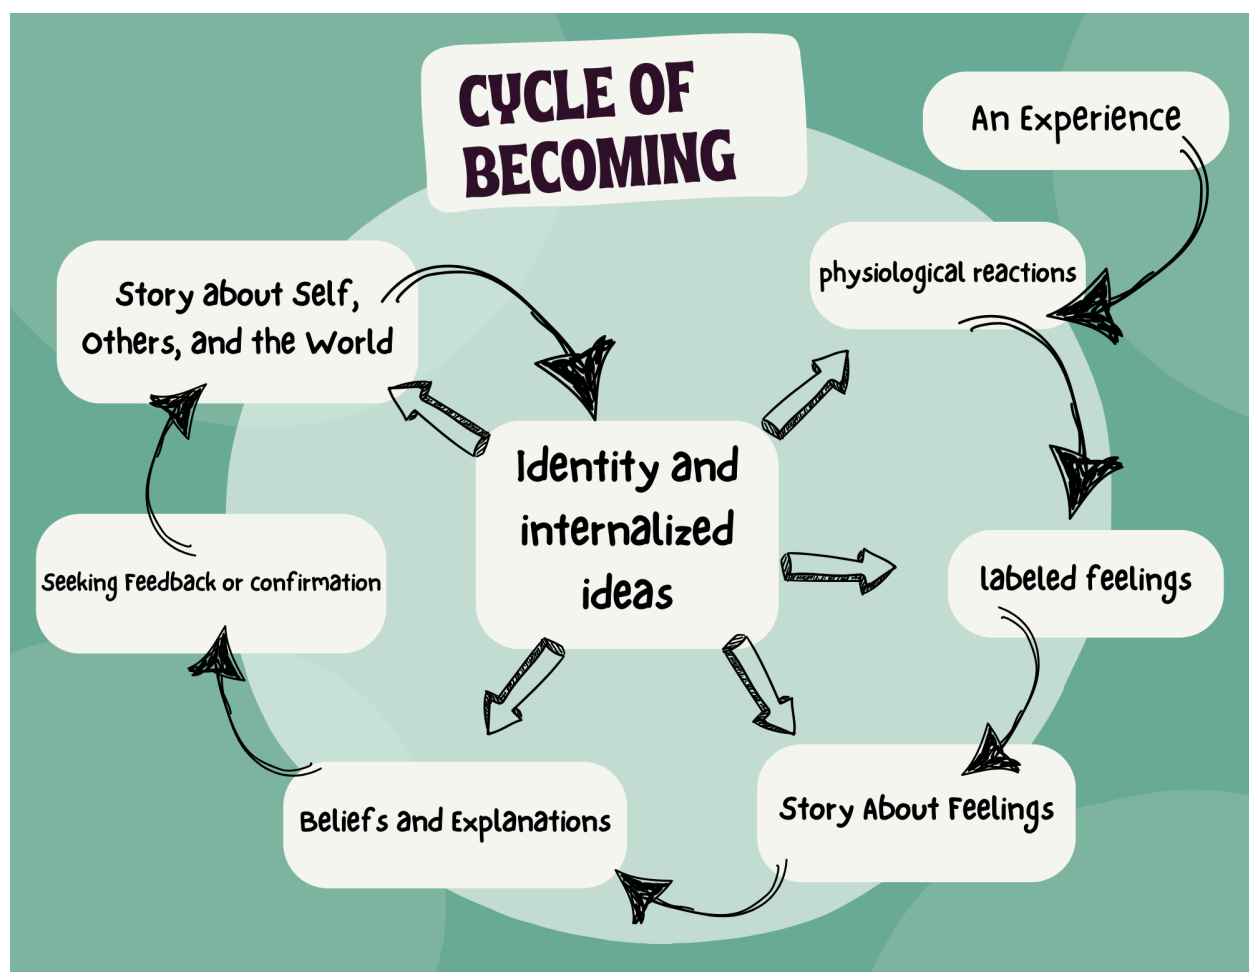 CYCLE OF
BECOMING
An Experience
physiological reactions
labeled feelings
Story About Feelings
Beliefs and Explanations
Seeking Feedback or confirmation
Story about Self,
Others, and the World
Identity and
internalized
ideas